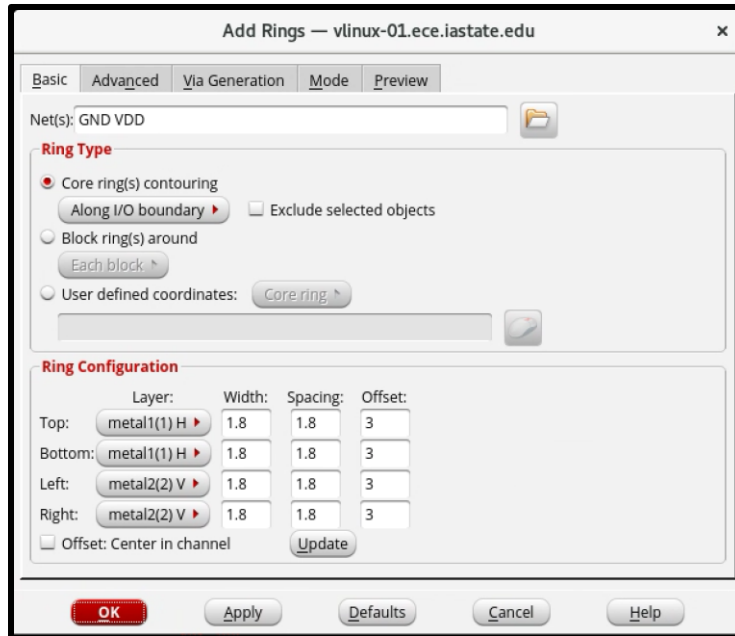 Add Rings — vlinux-01.ece.iastate.edu ×
Basic Advanced Via Generation Mode Preview
Net(s): GND VDD
Ring Type
Core ring(s) contouring
Along I/O boundary Exclude selected objects
Block ring(s) around
Each block
User defined coordinates: Core ring
Ring Configuration
Layer: Width: Spacing: Offset:
Top: metal1(1) H 1.8 1.8 3
Bottom: metal1(1) H 1.8 1.8 3
Left: metal2(2) V 1.8 1.8 3
Right: metal2(2) V 1.8 1.8 3
Offset: Center in channel Update
OK Apply Defaults Cancel Help